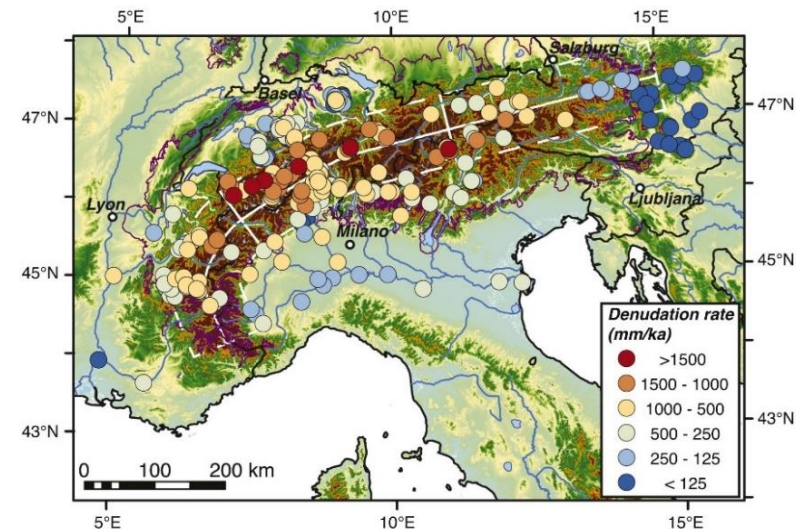 5°E 10°E 15°E
Salzburg
Basel
47°N 47°N
Lyon
Ljubljana
Milano
45°N 45°N
Denudation rate
(mm/ka)
>1500
1500 - 1000
1000 - 500
500 - 250
250 - 125
< 125
43°N 43°N
0 100 200 km
5°E 10°E 15°E